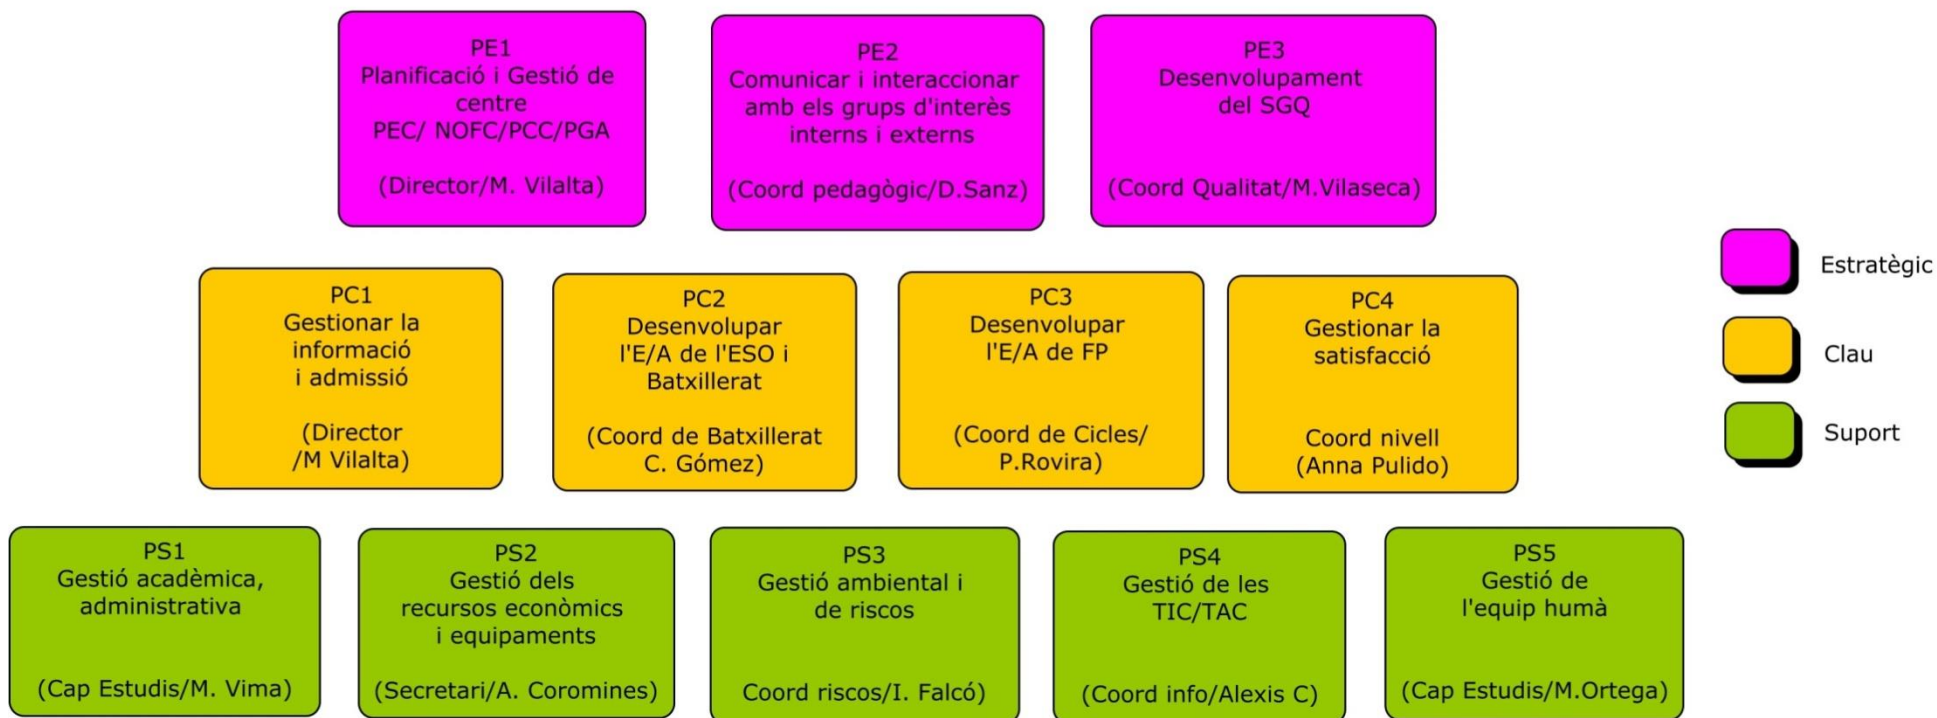 PE1
Planificació i Gestió de
centre
PEC/ NOFC/PCC/PGA
(Director/M. Vilalta)
PE2
Comunicar i interaccionar
amb els grups d'interès
interns i externs
(Coord pedagògic/D.Sanz)
PE3
Desenvolupament
del SGQ
(Coord Qualitat/M.Vilaseca)
Estratègic
Clau
Suport
PC1
Gestionar la
informació
i admissió
(Director
/M Vilalta)
PC2
Desenvolupar
l'E/A de l'ESO i
Batxillerat
(Coord de Batxillerat
C. Gómez)
PC3
Desenvolupar
l'E/A de FP
(Coord de Cicles/
P.Rovira)
PC4
Gestionar la
satisfacció
Coord nivell
(Anna Pulido)
PS1
Gestió acadèmica,
administrativa
(Cap Estudis/M. Vima)
PS2
Gestió dels
recursos econòmics
i equipaments
(Secretari/A. Coromines)
PS3
Gestió ambiental i
de riscos
Coord riscos/I. Falcó)
PS4
Gestió de les
TIC/TAC
(Coord info/Alexis C)
PS5
Gestió de
l'equip humà
(Cap Estudis/M.Ortega)